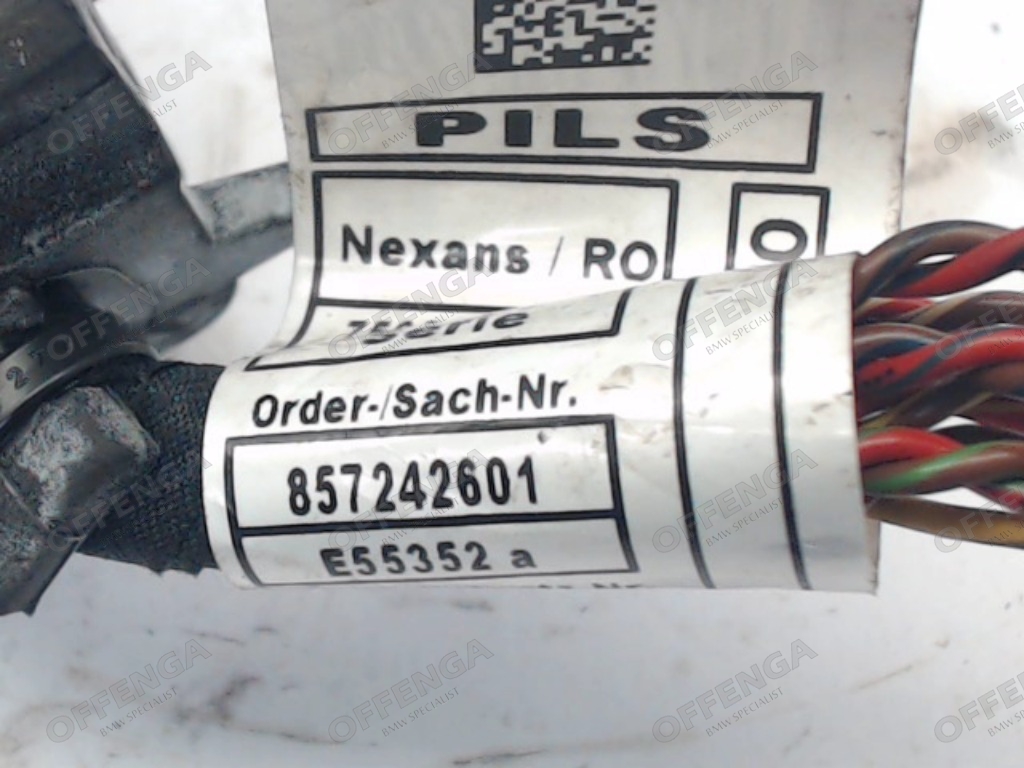 PILS
Nexans / RO
O
Order-/Sach-Nr.
857242601
E55352 a
OFFENGA
BMW SPECIALIST